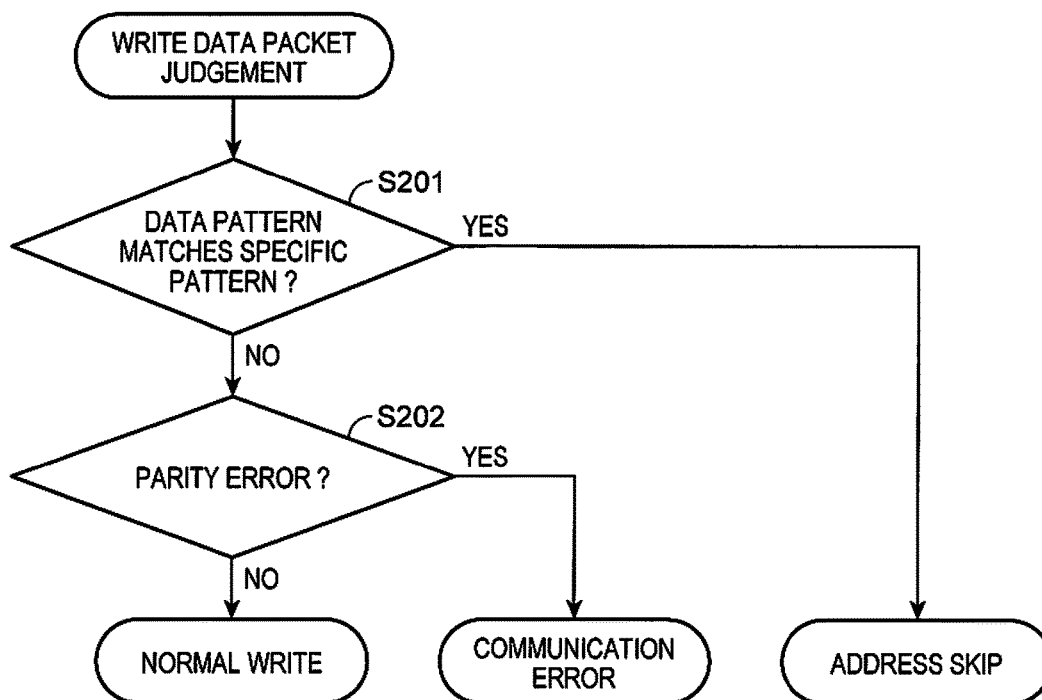 WRITE DATA PACKET
JUDGEMENT
S201
DATA PATTERN
MATCHES SPECIFIC
PATTERN ?
YES
NO
S202
PARITY ERROR ?
YES
NO
NORMAL WRITE
COMMUNICATION
ERROR
ADDRESS SKIP